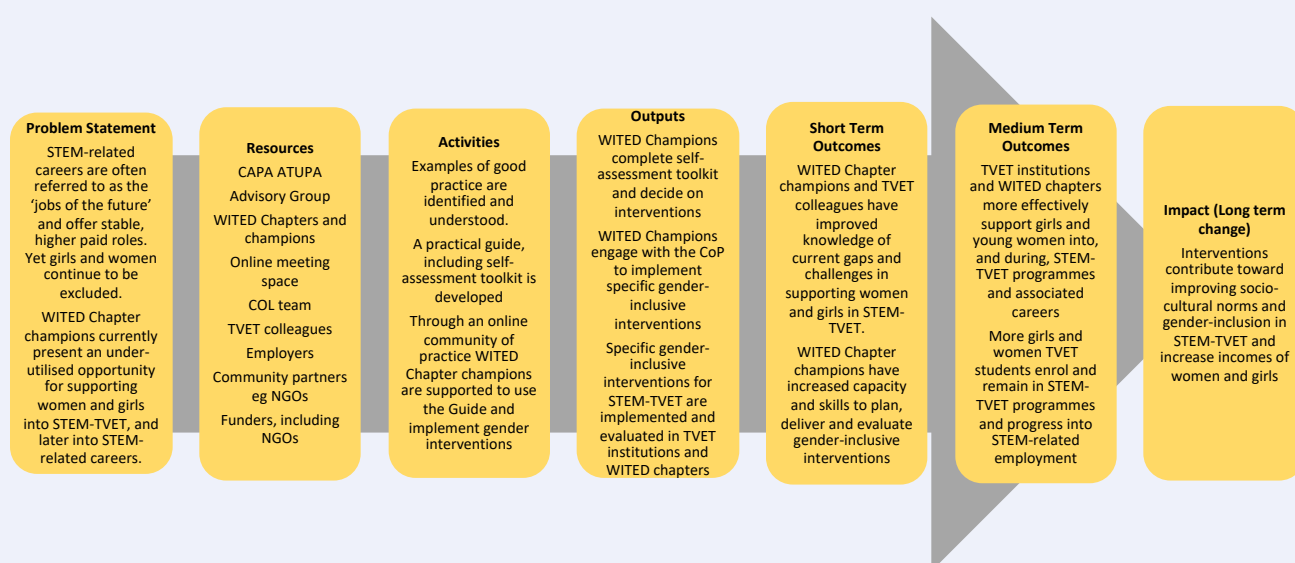 Problem Statement
STEM-related
careers are often
referred to as the
‘jobs of the future’
and offer stable,
higher paid roles.
Yet girls and women
continue to be
excluded.
WITED Chapter
champions currently
present an under-
utilised opportunity
for supporting
women and girls
into STEM-TVET, and
later into STEM-
related careers.
Resources
CAPA ATUPA
Advisory Group
WITED Chapters and
champions
Online meeting
space
COL team
TVET colleagues
Employers
Community partners
eg NGOs
Funders, including
NGOs
Activities
Examples of good
practice are
identified and
understood.
A practical guide,
including self-
assessment toolkit is
developed
Through an online
community of
practice WITED
Chapter champions
are supported to use
the Guide and
implement gender
interventions
Outputs
WITED Champions
complete self-
assessment toolkit
and decide on
interventions
WITED Champions
engage with the CoP
to implement
specific gender-
inclusive
interventions
Specific gender-
inclusive
interventions for
STEM-TVET are
implemented and
evaluated in TVET
institutions and
WITED chapters
Short Term
Outcomes
WITED Chapter
champions and TVET
colleagues have
improved
knowledge of
current gaps and
challenges in
supporting women
and girls in STEM-
TVET.
WITED Chapter
champions have
increased capacity
and skills to plan,
deliver and evaluate
gender-inclusive
interventions
Medium Term
Outcomes
TVET institutions
and WITED chapters
more effectively
support girls and
young women into,
and during, STEM-
TVET programmes
and associated
careers
More girls and
women TVET
students enrol and
remain in STEM-
TVET programmes
and progress into
STEM-related
employment
Impact (Long term
change)
Interventions
contribute toward
improving socio-
cultural norms and
gender-inclusion in
STEM-TVET and
increase incomes of
women and girls